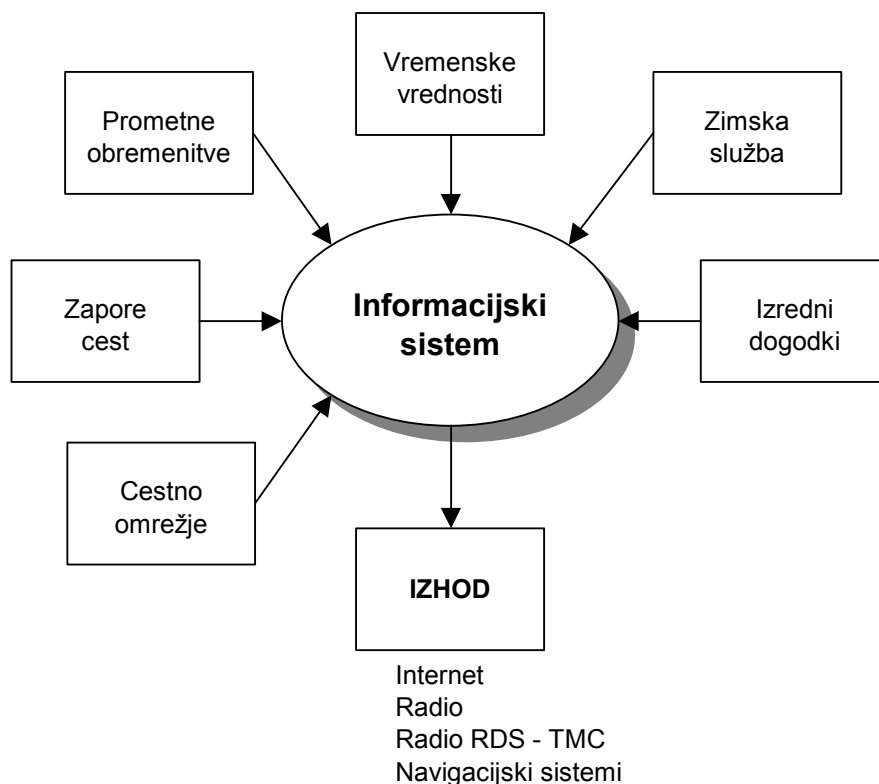 Vremenske
vrednosti
Prometne
obremenitve
Zimska
služba
Zapore
cest
Informacijski
sistem
Izredni
dogodki
Cestno
omrežje
IZHOD
Internet
Radio
Radio RDS - TMC
Navigacijski sistemi